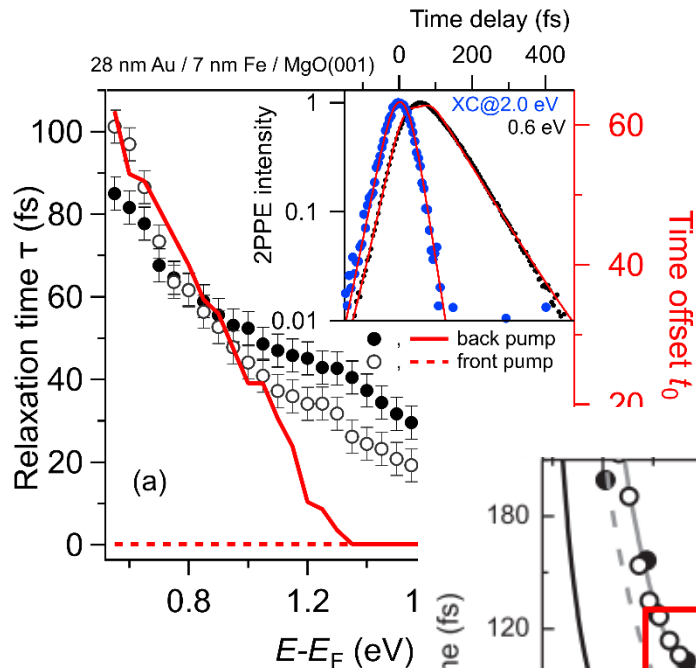 Time delay (fs)
28 nm Au / 7 nm Fe / MgO(001)
0 200 400
100
80
60
40
20
0
Relaxation time τ (fs)
1
0.1
0.01
2PPE intensity
XC@2.0 eV
0.6 eV
60
40
20
Time offset t₀
, back pump
, front pump
(a)
0.8 1.2 1
E-E_F (eV)
180
120
ne (fs)